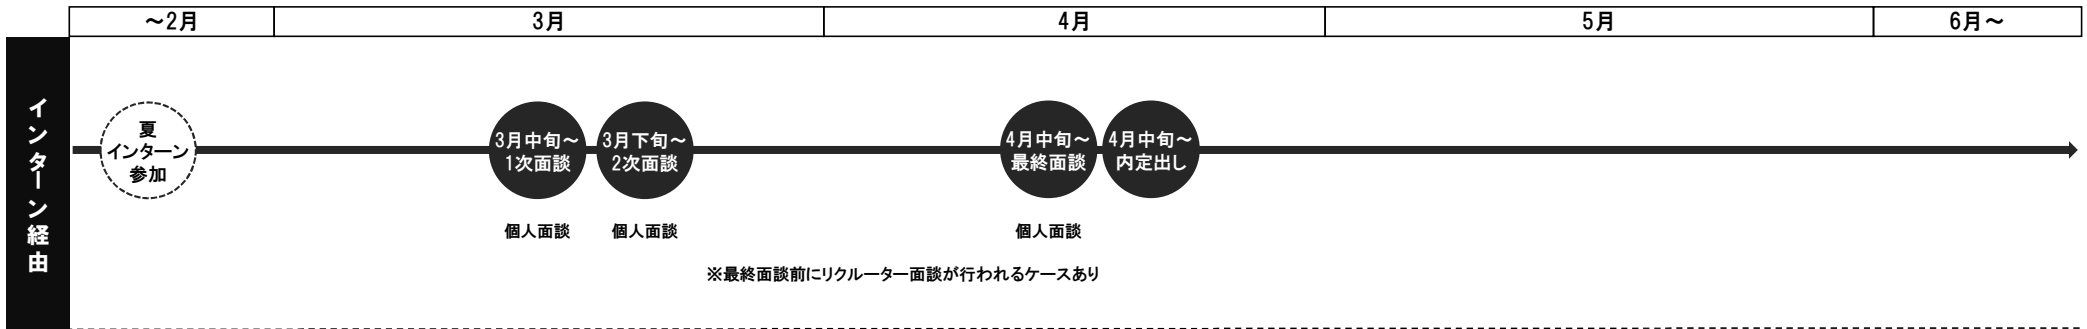 ～2月
3月
4月
5月
6月～
インターン経由
夏
インターン
参加
3月中旬～
1次面談
3月下旬～
2次面談
4月中旬～
最終面談
4月中旬～
内定出し
個人面談
個人面談
個人面談
※最終面談前にリクルーター面談が行われるケースあり